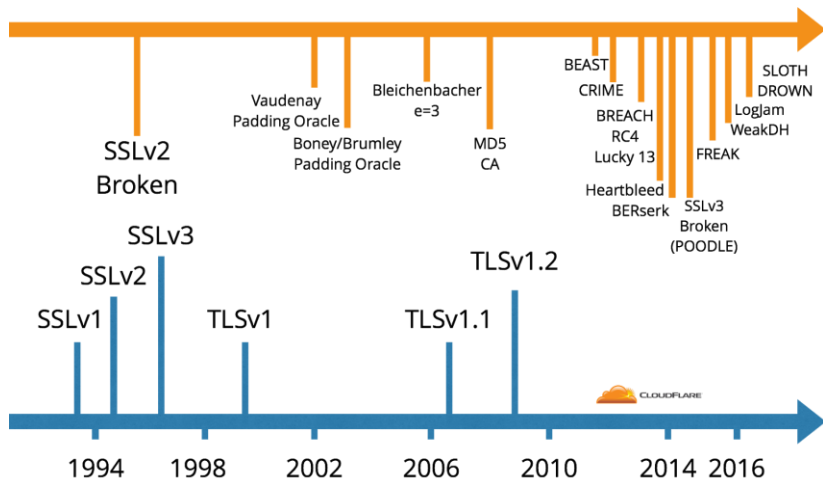 Vaudenay
Padding Oracle
Boney/Brumley
Padding Oracle
Bleichenbacher
e=3
MD5
CA
BEAST
CRIME
BREACH
RC4
Lucky 13
Heartbleed
BERserk
SSLv3
Broken
(POODLE)
FREAK
LogJam
WeakDH
SLOTH
DROWN
SSLv2
Broken
SSLv1
SSLv2
SSLv3
TLSv1
TLSv1.1
TLSv1.2
CLOUDFLARE
1994
1998
2002
2006
2010
2014
2016